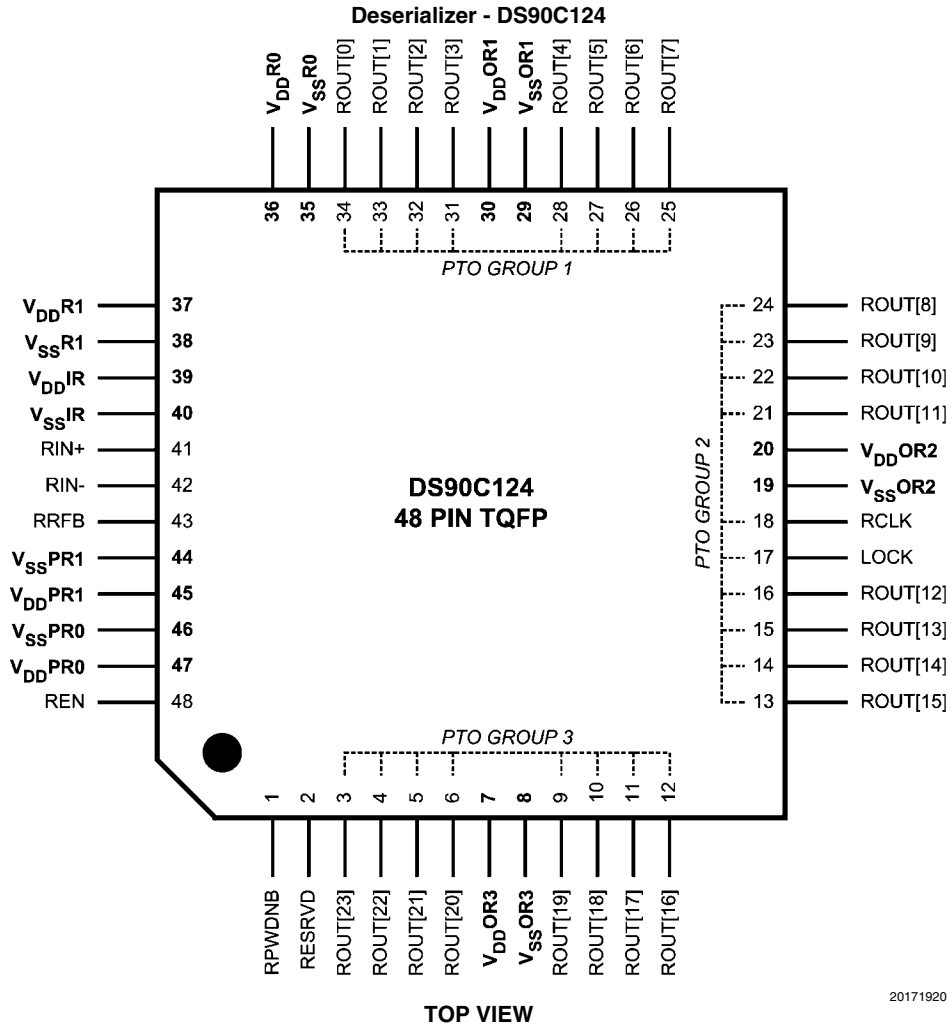 Deserializer - DS90C124
VDDR0
VSSR0
ROUT[0]
ROUT[1]
ROUT[2]
ROUT[3]
VDDOR1
VSSOR1
ROUT[4]
ROUT[5]
ROUT[6]
ROUT[7]
36
35
34
33
32
31
30
29
28
27
26
25
PTO GROUP 1
VDDR1 37
VSSR1 38
VDDIR 39
VSSIR 40
RIN+ 41
RIN- 42
RRFB 43
VSSPR1 44
VDDPR1 45
VSSPR0 46
VDDPR0 47
REN 48
DS90C124
48 PIN TQFP
PTO GROUP 2
24 ROUT[8]
23 ROUT[9]
22 ROUT[10]
21 ROUT[11]
20 VDDOR2
19 VSSOR2
18 RCLK
17 LOCK
16 ROUT[12]
15 ROUT[13]
14 ROUT[14]
13 ROUT[15]
PTO GROUP 3
1
2
3
4
5
6
7
8
9
10
11
12
RPWDNB
RESRVD
ROUT[23]
ROUT[22]
ROUT[21]
ROUT[20]
VDDOR3
VSSOR3
ROUT[19]
ROUT[18]
ROUT[17]
ROUT[16]
20171920
TOP VIEW